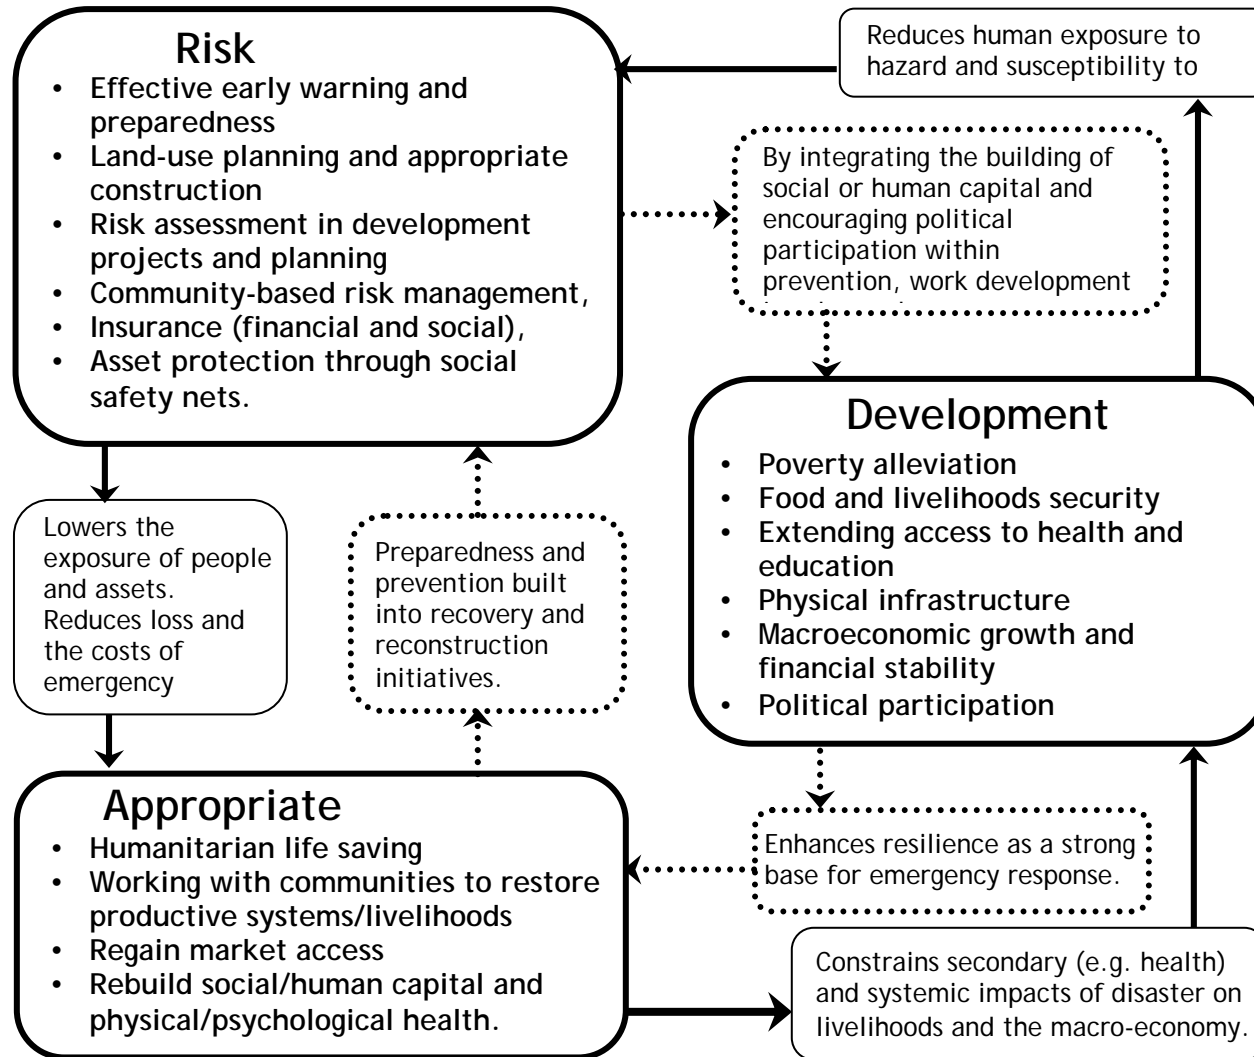 Risk
• Effective early warning and
preparedness
• Land-use planning and appropriate
construction
• Risk assessment in development
projects and planning
• Community-based risk management,
• Insurance (financial and social),
• Asset protection through social
safety nets.
Reduces human exposure to
hazard and susceptibility to
By integrating the building of
social or human capital and
encouraging political
participation within
prevention, work development
Development
• Poverty alleviation
• Food and livelihoods security
• Extending access to health and
education
• Physical infrastructure
• Macroeconomic growth and
financial stability
• Political participation
Lowers the
exposure of people
and assets.
Reduces loss and
the costs of
emergency
Preparedness and
prevention built
into recovery and
reconstruction
initiatives.
Appropriate
• Humanitarian life saving
• Working with communities to restore
productive systems/livelihoods
• Regain market access
• Rebuild social/human capital and
physical/psychological health.
Enhances resilience as a strong
base for emergency response.
Constrains secondary (e.g. health)
and systemic impacts of disaster on
livelihoods and the macro-economy.